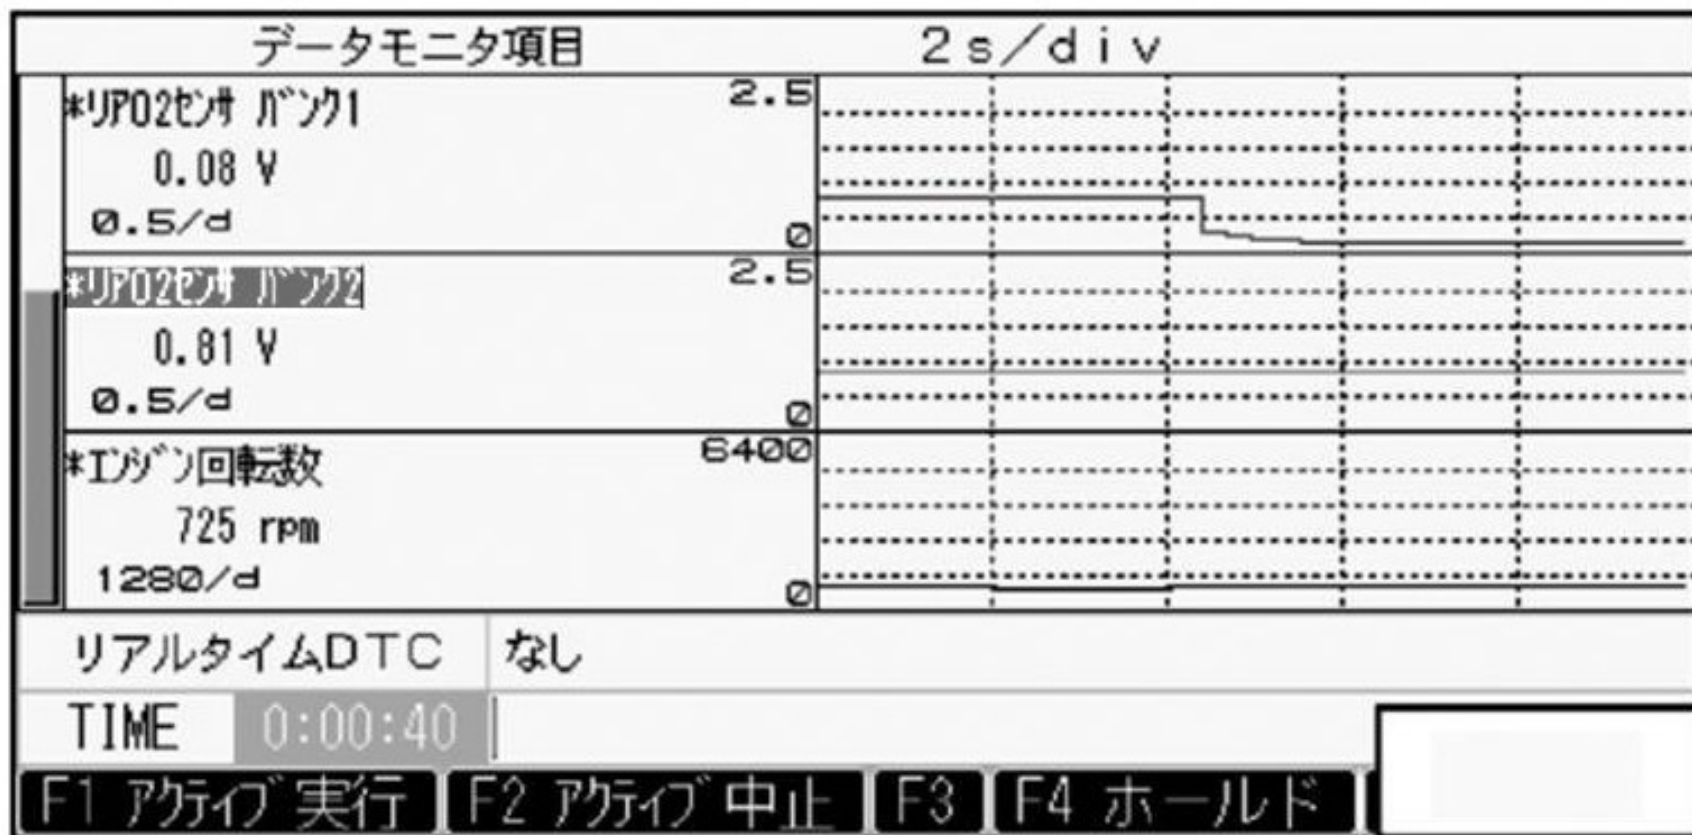 データモニタ項目 2s/div
*リアO2センサ バンク1 2.5
0.08 V
0.5/d 0
*リアO2センサ バンク2 2.5
0.81 V
0.5/d 0
*エンジン回転数 6400
725 rpm
1280/d 0
リアルタイムDTC なし
TIME 0:00:40
F1 アクティブ 実行 F2 アクティブ 中止 F3 F4 ホールド